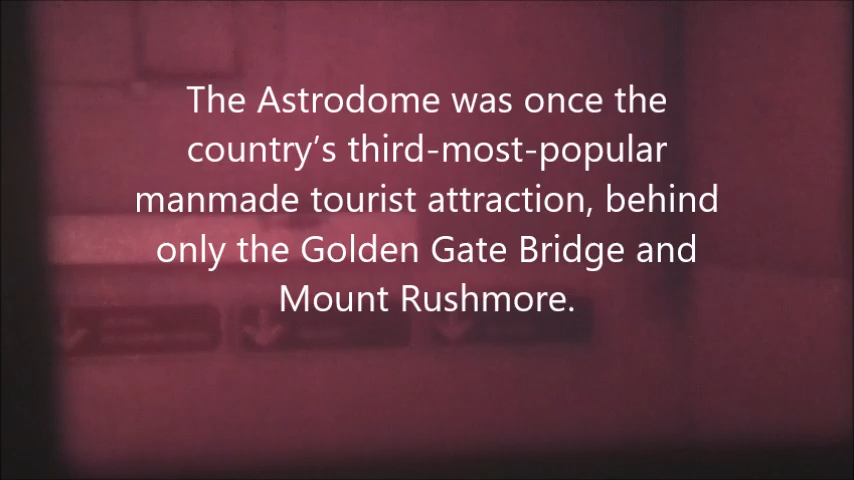 The Astrodome was once the
country's third-most-popular
manmade tourist attraction, behind
only the Golden Gate Bridge and
Mount Rushmore.